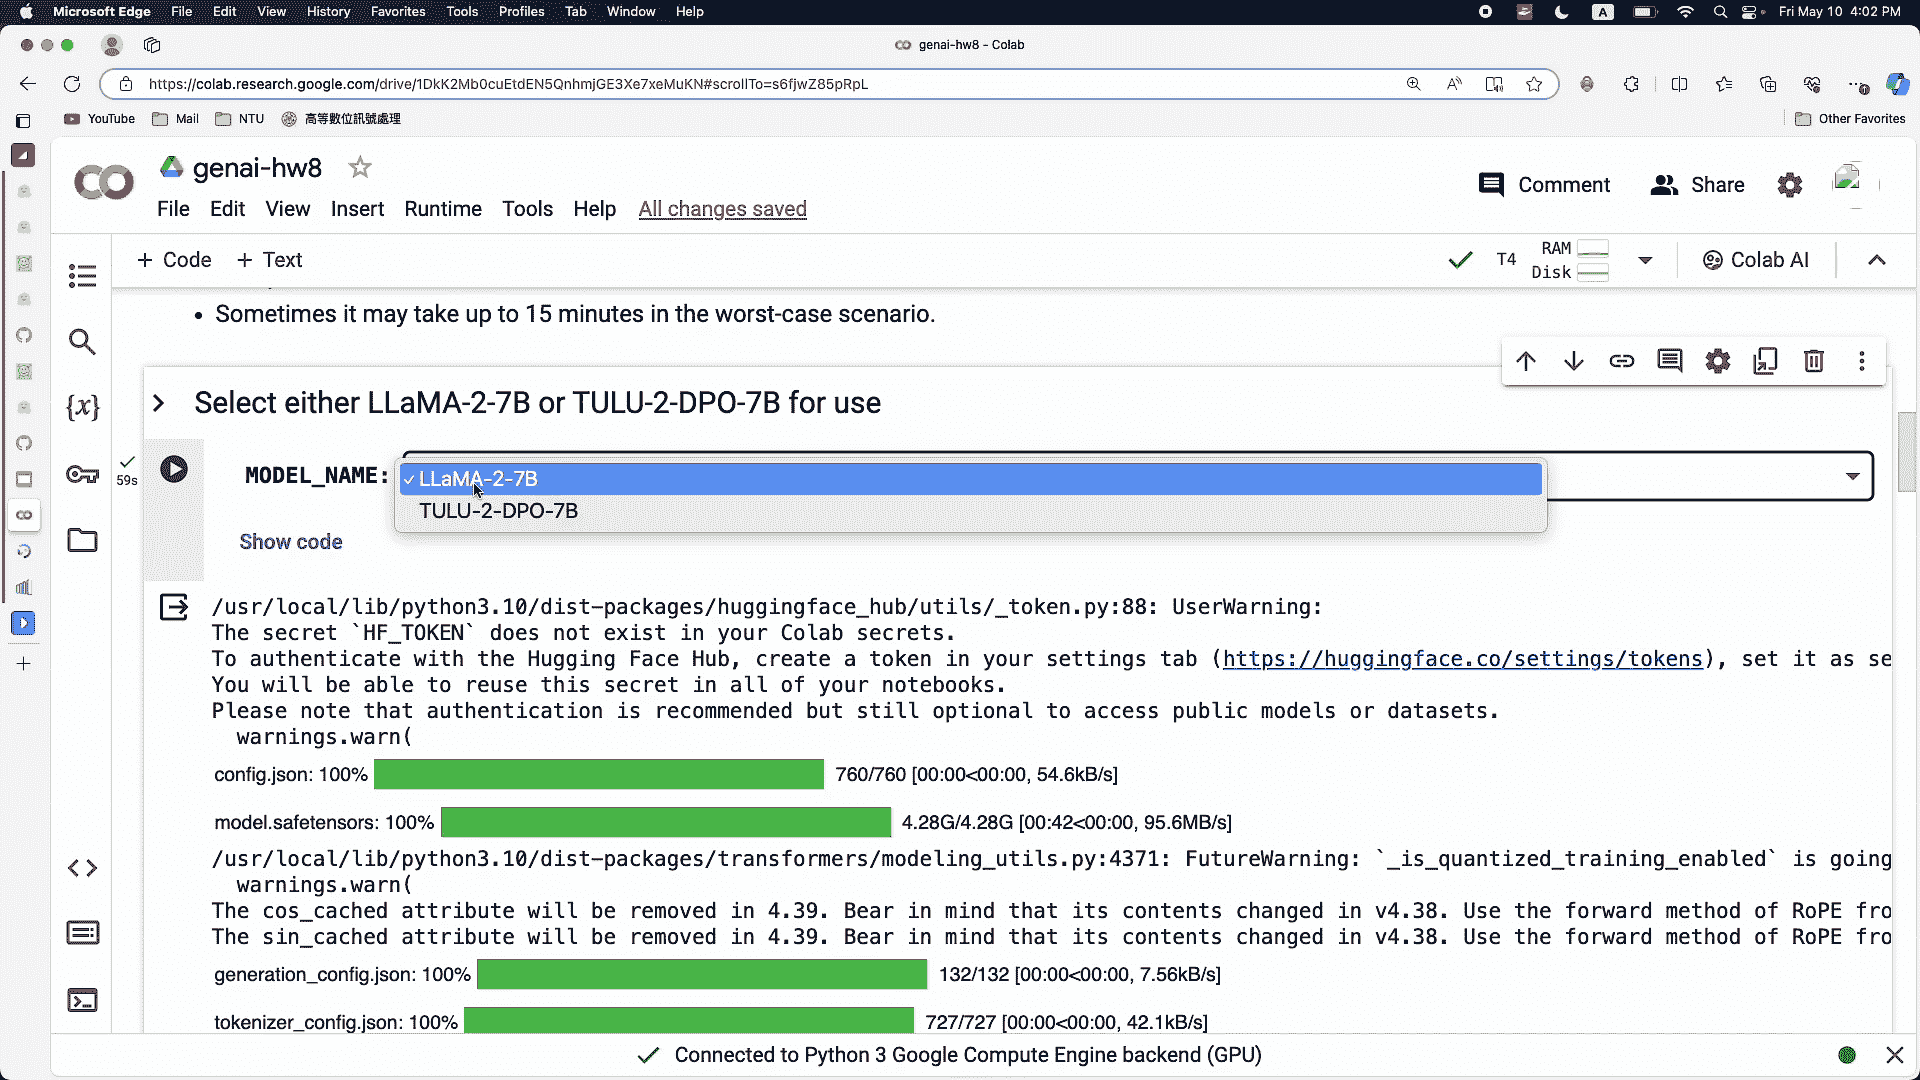 Microsoft Edge File Edit View History Favorites Tools Profiles Tab Window Help A Fri May 10 4:02 PM
genai-hw8 - Colab
https://colab.research.google.com/drive/1DkK2Mb0cuEtdEN5QnhmjGE3Xe7xeMuKN#scrollTo=s6fjwZ85pRpL
YouTube Mail NTU 高等數位訊號處理 Other Favorites
genai-hw8
Comment Share
File Edit View Insert Runtime Tools Help All changes saved
+ Code + Text T4 RAM Disk Colab AI
• Sometimes it may take up to 15 minutes in the worst-case scenario.
Select either LLaMA-2-7B or TULU-2-DPO-7B for use
59s
MODEL_NAME:
✓ LLaMA-2-7B
TULU-2-DPO-7B
Show code
/usr/local/lib/python3.10/dist-packages/huggingface_hub/utils/_token.py:88: UserWarning:
The secret `HF_TOKEN` does not exist in your Colab secrets.
To authenticate with the Hugging Face Hub, create a token in your settings tab (https://huggingface.co/settings/tokens), set it as se
You will be able to reuse this secret in all of your notebooks.
Please note that authentication is recommended but still optional to access public models or datasets.
warnings.warn(
config.json: 100% 760/760 [00:00<00:00, 54.6kB/s]
model.safetensors: 100% 4.28G/4.28G [00:42<00:00, 95.6MB/s]
/usr/local/lib/python3.10/dist-packages/transformers/modeling_utils.py:4371: FutureWarning: `_is_quantized_training_enabled` is going
warnings.warn(
The cos_cached attribute will be removed in 4.39. Bear in mind that its contents changed in v4.38. Use the forward method of RoPE fro
The sin_cached attribute will be removed in 4.39. Bear in mind that its contents changed in v4.38. Use the forward method of RoPE fro
generation_config.json: 100% 132/132 [00:00<00:00, 7.56kB/s]
tokenizer_config.json: 100% 727/727 [00:00<00:00, 42.1kB/s]
Connected to Python 3 Google Compute Engine backend (GPU)